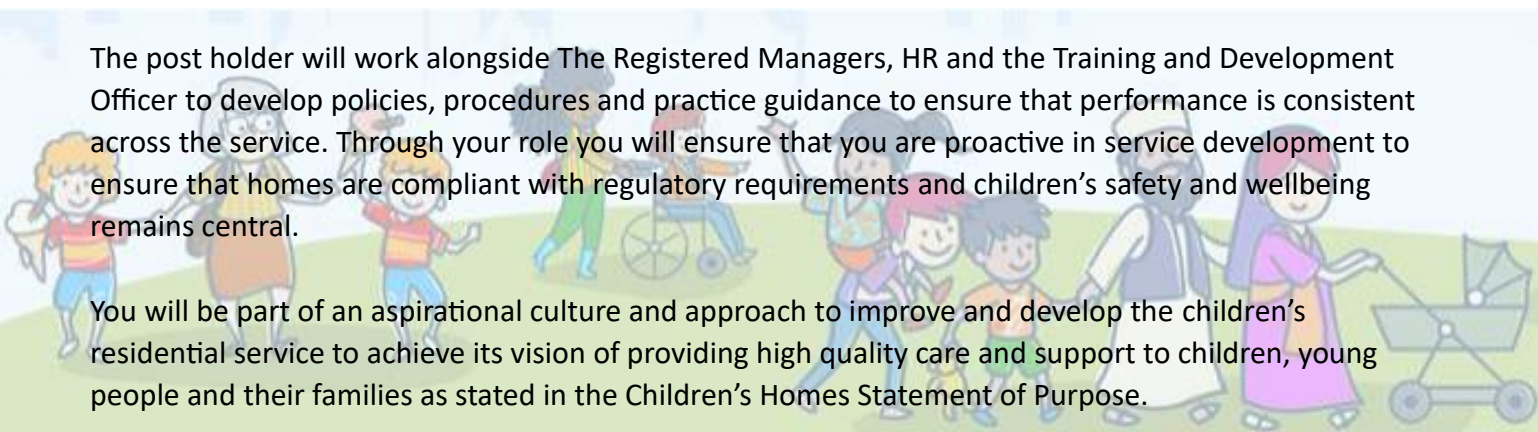 The post holder will work alongside The Registered Managers, HR and the Training and Development
Officer to develop policies, procedures and practice guidance to ensure that performance is consistent
across the service. Through your role you will ensure that you are proactive in service development to
ensure that homes are compliant with regulatory requirements and children's safety and wellbeing
remains central.
You will be part of an aspirational culture and approach to improve and develop the children's
residential service to achieve its vision of providing high quality care and support to children, young
people and their families as stated in the Children's Homes Statement of Purpose.